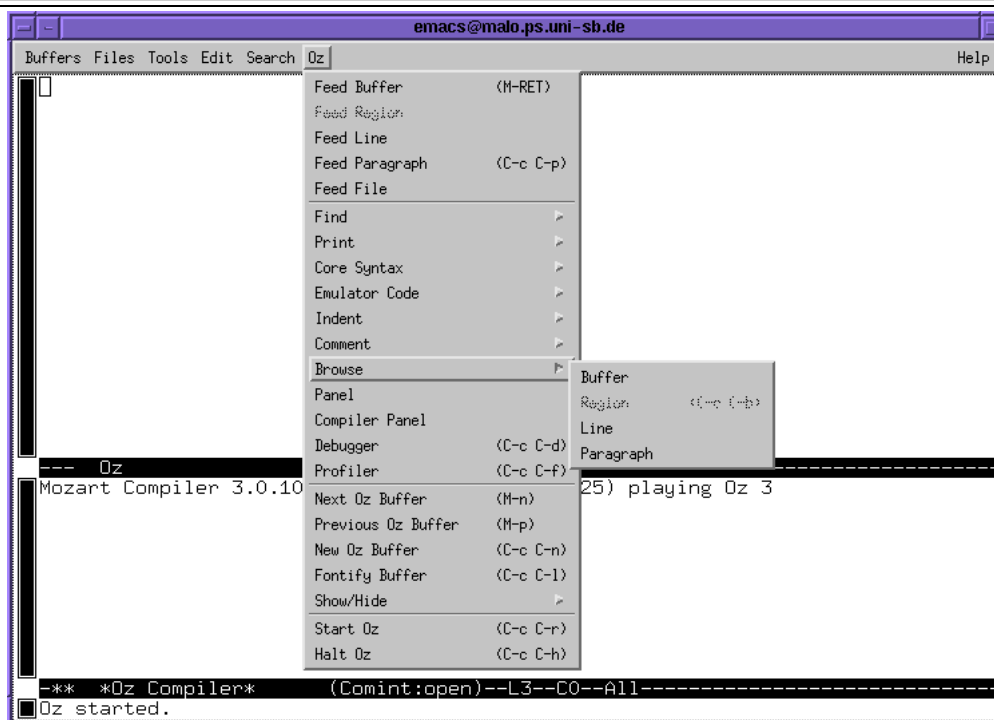 emacs@malo.ps.uni-sb.de
Buffers Files Tools Edit Search Oz Help
Feed Buffer (M-RET)
Feed Region
Feed Line
Feed Paragraph (C-c C-p)
Feed File
Find
Print
Core Syntax
Emulator Code
Indent
Comment
Browse
Buffer
Region (C-c C-b)
Line
Paragraph
Panel
Compiler Panel
Debugger (C-c C-d)
Profiler (C-c C-f)
Next Oz Buffer (M-n)
Previous Oz Buffer (M-p)
New Oz Buffer (C-c C-n)
Fontify Buffer (C-c C-l)
Show/Hide
Start Oz (C-c C-r)
Halt Oz (C-c C-h)
--- Oz
Mozart Compiler 3.0.10 25) playing Oz 3
-** *Oz Compiler* (Comint:open)--L3--C0--All-----------------------------
Oz started.